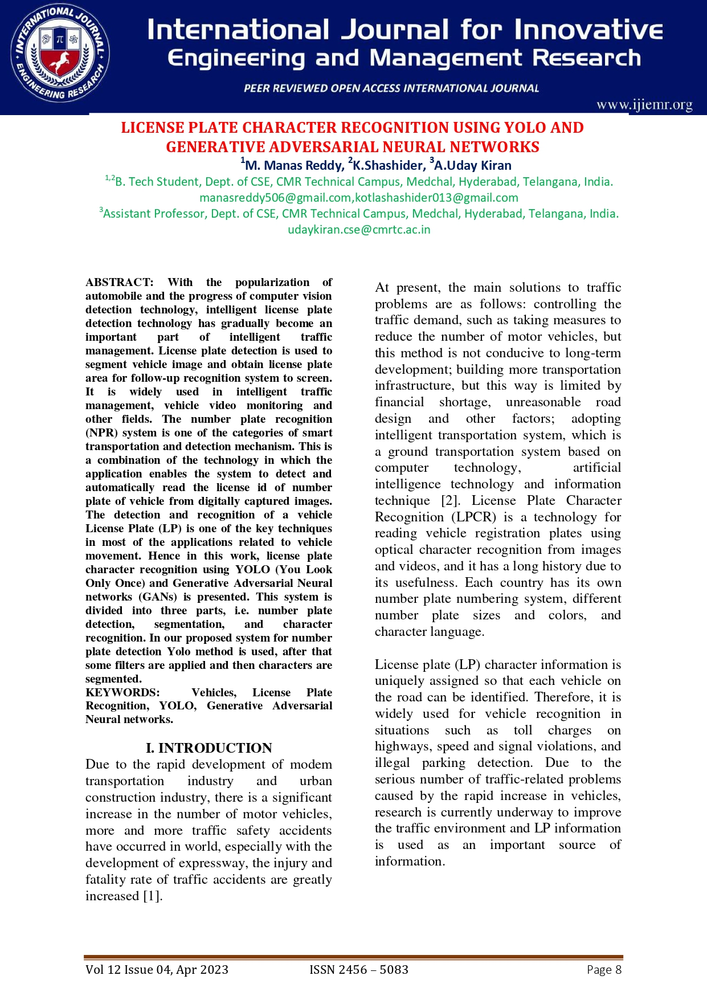 INTERNATIONAL JOURNAL
ENGINEERING RESEARCH
π
International Journal for Innovative
Engineering and Management Research
PEER REVIEWED OPEN ACCESS INTERNATIONAL JOURNAL
www.ijiemr.org
LICENSE PLATE CHARACTER RECOGNITION USING YOLO AND
GENERATIVE ADVERSARIAL NEURAL NETWORKS
1M. Manas Reddy, 2K.Shashider, 3A.Uday Kiran
1,2B. Tech Student, Dept. of CSE, CMR Technical Campus, Medchal, Hyderabad, Telangana, India.
manasreddy506@gmail.com,kotlashashider013@gmail.com
3Assistant Professor, Dept. of CSE, CMR Technical Campus, Medchal, Hyderabad, Telangana, India.
udaykiran.cse@cmrtc.ac.in
ABSTRACT: With the popularization of
automobile and the progress of computer vision
detection technology, intelligent license plate
detection technology has gradually become an
important part of intelligent traffic
management. License plate detection is used to
segment vehicle image and obtain license plate
area for follow-up recognition system to screen.
It is widely used in intelligent traffic
management, vehicle video monitoring and
other fields. The number plate recognition
(NPR) system is one of the categories of smart
transportation and detection mechanism. This is
a combination of the technology in which the
application enables the system to detect and
automatically read the license id of number
plate of vehicle from digitally captured images.
The detection and recognition of a vehicle
License Plate (LP) is one of the key techniques
in most of the applications related to vehicle
movement. Hence in this work, license plate
character recognition using YOLO (You Look
Only Once) and Generative Adversarial Neural
networks (GANs) is presented. This system is
divided into three parts, i.e. number plate
detection, segmentation, and character
recognition. In our proposed system for number
plate detection Yolo method is used, after that
some filters are applied and then characters are
segmented.
KEYWORDS: Vehicles, License Plate
Recognition, YOLO, Generative Adversarial
Neural networks.
I. INTRODUCTION
Due to the rapid development of modem
transportation industry and urban
construction industry, there is a significant
increase in the number of motor vehicles,
more and more traffic safety accidents
have occurred in world, especially with the
development of expressway, the injury and
fatality rate of traffic accidents are greatly
increased [1].
At present, the main solutions to traffic
problems are as follows: controlling the
traffic demand, such as taking measures to
reduce the number of motor vehicles, but
this method is not conducive to long-term
development; building more transportation
infrastructure, but this way is limited by
financial shortage, unreasonable road
design and other factors; adopting
intelligent transportation system, which is
a ground transportation system based on
computer technology, artificial
intelligence technology and information
technique [2]. License Plate Character
Recognition (LPCR) is a technology for
reading vehicle registration plates using
optical character recognition from images
and videos, and it has a long history due to
its usefulness. Each country has its own
number plate numbering system, different
number plate sizes and colors, and
character language.
License plate (LP) character information is
uniquely assigned so that each vehicle on
the road can be identified. Therefore, it is
widely used for vehicle recognition in
situations such as toll charges on
highways, speed and signal violations, and
illegal parking detection. Due to the
serious number of traffic-related problems
caused by the rapid increase in vehicles,
research is currently underway to improve
the traffic environment and LP information
is used as an important source of
information.
Vol 12 Issue 04, Apr 2023 ISSN 2456 – 5083 Page 8